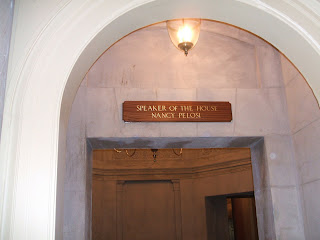 SPEAKER OF THE HOUSE
NANCY PELOSI